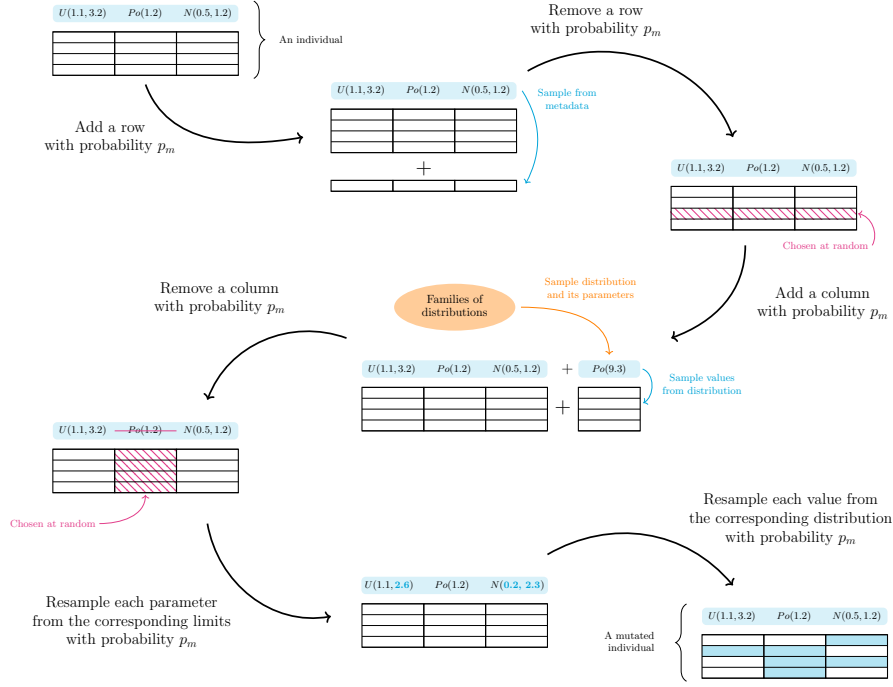 U(1.1, 3.2) Po(1.2) N(0.5, 1.2)
An individual
Add a row
with probability p_m
U(1.1, 3.2) Po(1.2) N(0.5, 1.2)
+
Sample from
metadata
Remove a row
with probability p_m
U(1.1, 3.2) Po(1.2) N(0.5, 1.2)
Chosen at random
Add a column
with probability p_m
Families of
distributions
Sample distribution
and its parameters
U(1.1, 3.2) Po(1.2) N(0.5, 1.2) + Po(9.3)
+
Sample values
from distribution
Remove a column
with probability p_m
U(1.1, 3.2) Po(1.2) N(0.5, 1.2)
Chosen at random
Resample each parameter
from the corresponding limits
with probability p_m
U(1.1, 2.6) Po(1.2) N(0.2, 2.3)
Resample each value from
the corresponding distribution
with probability p_m
U(1.1, 3.2) Po(1.2) N(0.5, 1.2)
A mutated
individual